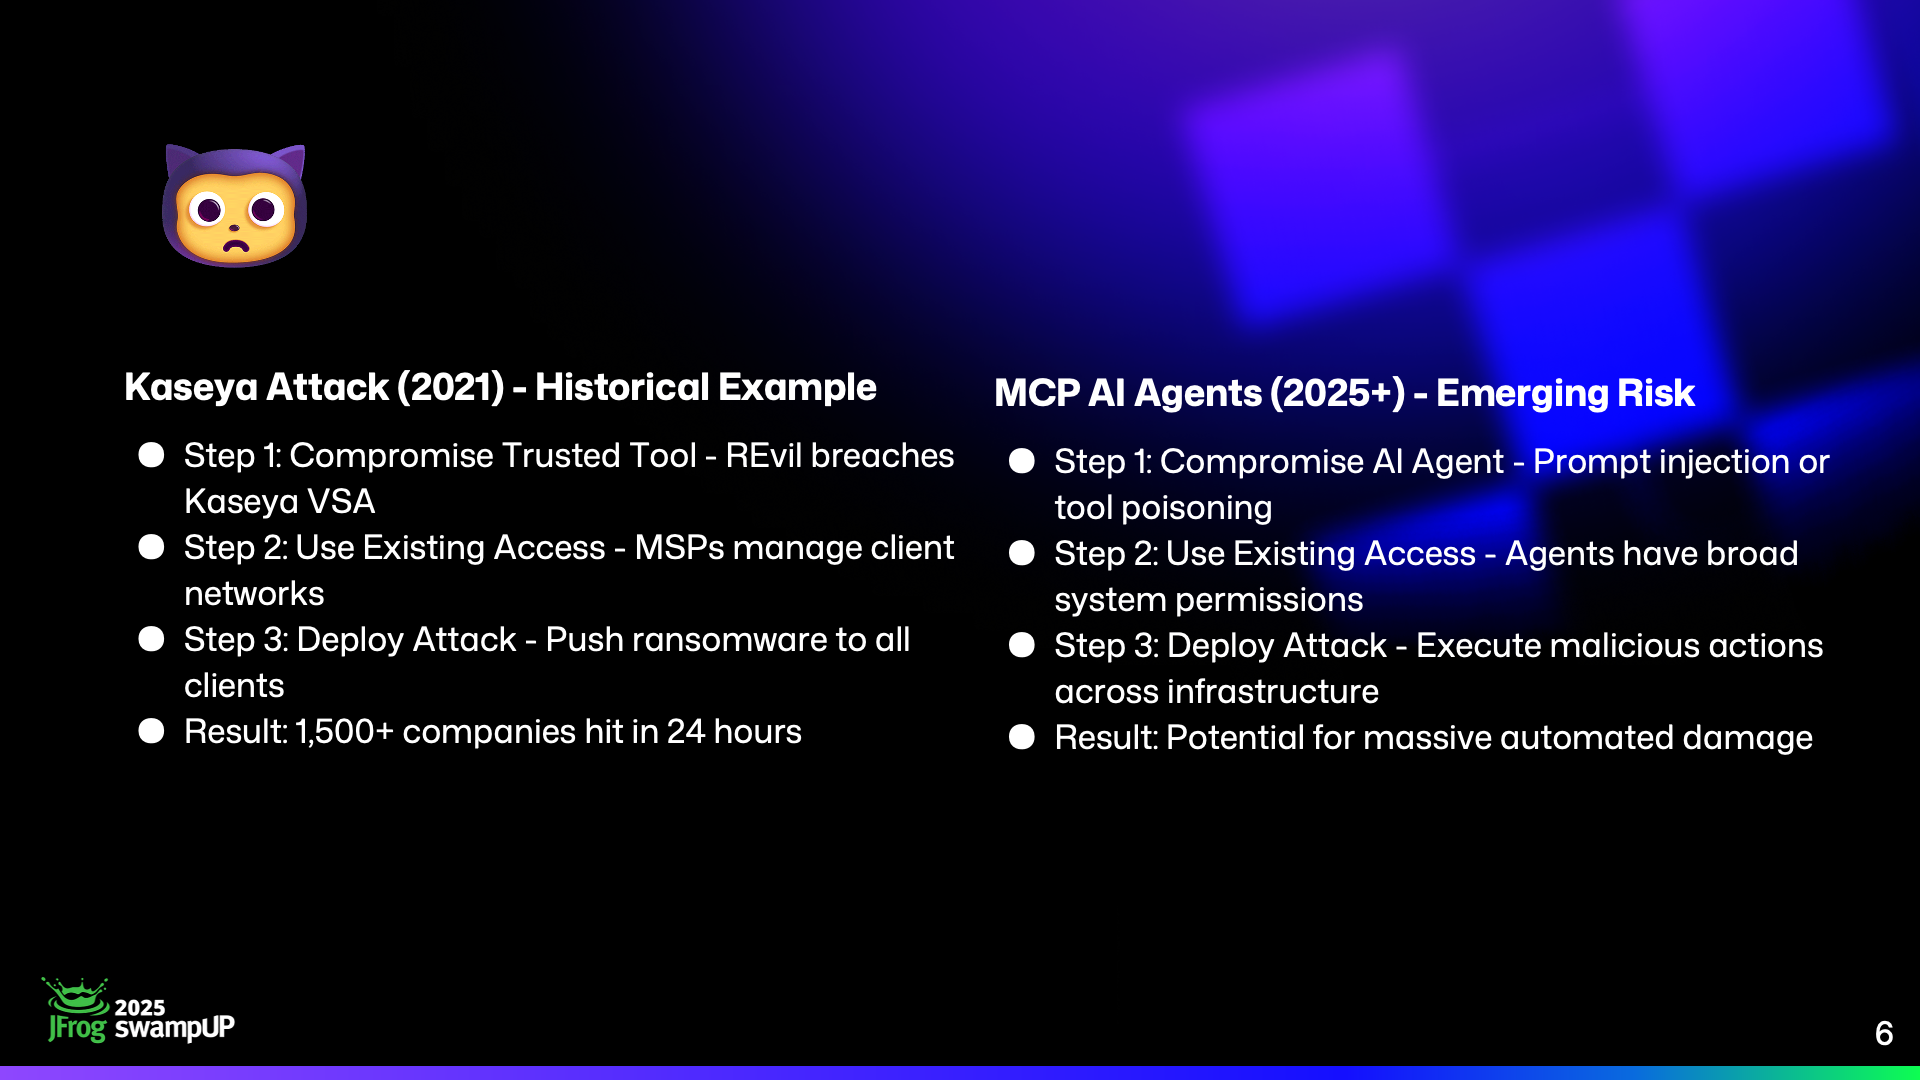 Kaseya Attack (2021) - Historical Example
● Step 1: Compromise Trusted Tool - REvil breaches
Kaseya VSA
● Step 2: Use Existing Access - MSPs manage client
networks
● Step 3: Deploy Attack - Push ransomware to all
clients
● Result: 1,500+ companies hit in 24 hours
MCP AI Agents (2025+) - Emerging Risk
● Step 1: Compromise AI Agent - Prompt injection or
tool poisoning
● Step 2: Use Existing Access - Agents have broad
system permissions
● Step 3: Deploy Attack - Execute malicious actions
across infrastructure
● Result: Potential for massive automated damage
2025
JFrog swampUP
6